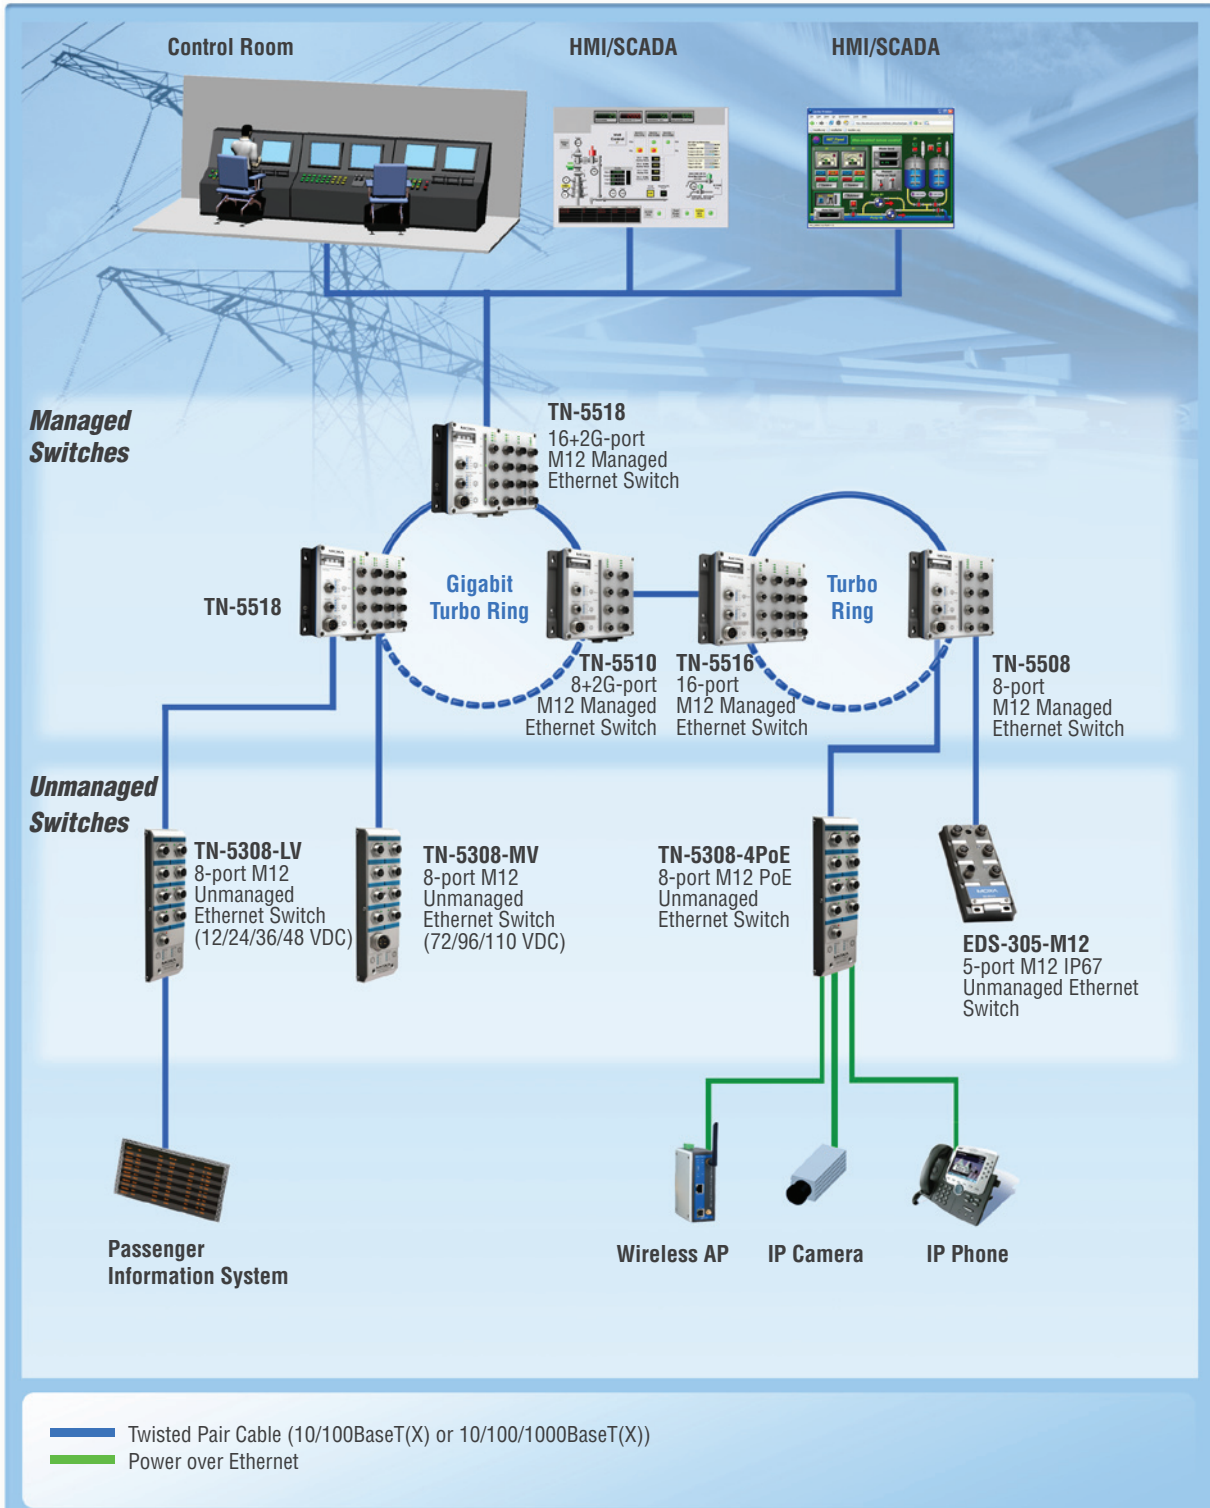 Control Room
HMI/SCADA
HMI/SCADA
Managed
Switches
TN-5518
16+2G-port
M12 Managed
Ethernet Switch
TN-5518
Gigabit
Turbo Ring
Turbo
Ring
TN-5510
8+2G-port
M12 Managed
Ethernet Switch
TN-5516
16-port
M12 Managed
Ethernet Switch
TN-5508
8-port
M12 Managed
Ethernet Switch
Unmanaged
Switches
TN-5308-LV
8-port M12
Unmanaged
Ethernet Switch
(12/24/36/48 VDC)
TN-5308-MV
8-port M12
Unmanaged
Ethernet Switch
(72/96/110 VDC)
TN-5308-4PoE
8-port M12 PoE
Unmanaged
Ethernet Switch
EDS-305-M12
5-port M12 IP67
Unmanaged Ethernet
Switch
Passenger
Information System
Wireless AP
IP Camera
IP Phone
Twisted Pair Cable (10/100BaseT(X) or 10/100/1000BaseT(X))
Power over Ethernet